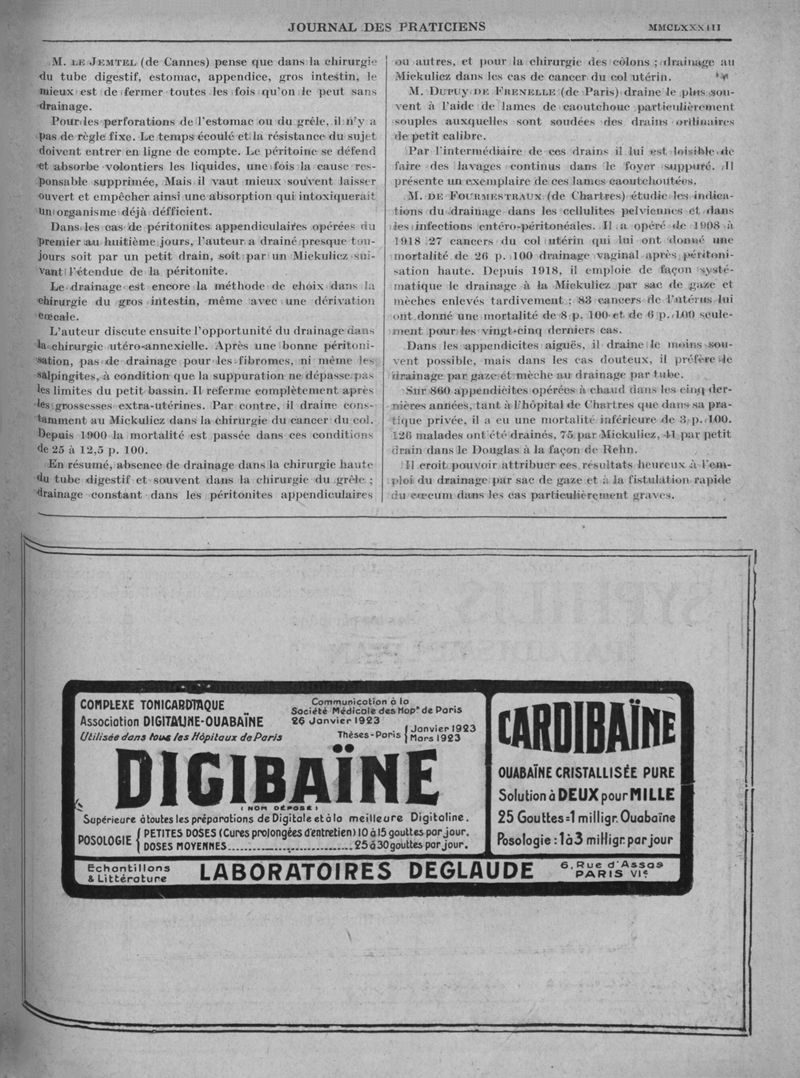 JOURNAL DES PRATICIENS
MMCLXXXIII
M. LE JEMTEL (de Cannes) pense que dans la chirurgie
du tube digestif, estomac, appendice, gros intestin, le
mieux est de fermer toutes les fois qu'on le peut sans
drainage.
Pour les perforations de l'estomac ou du grêle, il n'y a
pas de règle fixe. Le temps écoulé et la résistance du sujet
doivent entrer en ligne de compte. Le péritoine se défend
et absorbe volontiers les liquides, une fois la cause res-
ponsable supprimée, Mais il vaut mieux souvent laisser
ouvert et empêcher ainsi une absorption qui intoxiquerait
un organisme déjà défficient.
Dans les cas de péritonites appendiculaires opérées du
premier au huitième jours, l'auteur a drainé presque tou-
jours soit par un petit drain, soit par un Mickulicz sui-
vant l'étendue de la péritonite.
Le drainage est encore la méthode de choix dans la
chirurgie du gros intestin, même avec une dérivation
cœcale.
L'auteur discute ensuite l'opportunité du drainage dans
la chirurgie utéro-annexielle. Après une bonne péritoni-
sation, pas de drainage pour les fibromes, ni même les
salpingites, à condition que la suppuration ne dépasse pas
les limites du petit bassin. Il referme complètement après
les grossesses extra-utérines. Par contre, il draine cons-
tamment au Mickulicz dans la chirurgie du cancer du col.
Depuis 1900 la mortalité est passée dans ces conditions
de 25 à 12,5 p. 100.
En résumé, absence de drainage dans la chirurgie haute
du tube digestif et souvent dans la chirurgie du grêle ;
drainage constant dans les péritonites appendiculaires
ou autres, et pour la chirurgie des côlons ; drainage au
Mickulicz dans les cas de cancer du col utérin.
M. DUPUY DE FRENELLE (de Paris) draine le plus sou-
vent à l'aide de lames de caoutchouc particulièrement
souples auxquelles sont soudées des drains ordinaires
de petit calibre.
Par l'intermédiaire de ces drains il lui est loisible de
faire des lavages continus dans le foyer suppuré. Il
présente un exemplaire de ces lames caoutchoutées.
M. DE FOURMESTRAUX (de Chartres) étudie les indica-
tions du drainage dans les cellulites pelviennes et dans
les infections entéro-péritonéales. Il a opéré de 1908 à
1918 27 cancers du col utérin qui lui ont donné une
mortalité de 26 p. 100 drainage vaginal après péritoni-
sation haute. Depuis 1918, il emploie de façon systé-
matique le drainage à la Mickulicz par sac de gaze et
mèches enlevés tardivement ; 83 cancers de l'utérus lui
ont donné une mortalité de 8 p. 100 et de 6 p. 100 seule-
ment pour les vingt-cinq derniers cas.
Dans les appendicites aiguës, il draine le moins sou-
vent possible, mais dans les cas douteux, il préfère le
drainage par gaze et mèche au drainage par tube.
Sur 860 appendicites opérées à chaud dans les cinq der-
nières années, tant à l'hôpital de Chartres que dans sa pra-
tique privée, il a eu une mortalité inférieure de 3 p. 100.
126 malades ont été drainés, 75 par Mickulicz, 41 par petit
drain dans le Douglas à la façon de Rehn.
Il croit pouvoir attribuer ces résultats heureux à l'em-
ploi du drainage par sac de gaze et à la fistulation rapide
du cœcum dans les cas particulièrement graves.
COMPLEXE TONICARDIAQUE
Association DIGITALINE-OUABAÏNE
Utilisée dans tous les Hôpitaux de Paris
Communication à la
Société Médicale des Hopx de Paris
26 Janvier 1923
Thèses-Paris { Janvier 1923
Mars 1923
DIGIBAÏNE
( NOM DÉPOSÉ )
Supérieure à toutes les préparations de Digitale et à la meilleure Digitaline.
POSOLOGIE { PETITES DOSES (Cures prolongées d'entretien) 10 à 15 gouttes par jour.
DOSES MOYENNES..........................25 à 30 gouttes par jour.
CARDIBAÏNE
OUABAÏNE CRISTALLISÉE PURE
Solution à DEUX pour MILLE
25 Gouttes=1 milligr. Ouabaïne
Posologie : 1 à 3 milligr. par jour
Echantillons
& Littérature
LABORATOIRES DEGLAUDE
6, Rue d'Assas
PARIS VIe